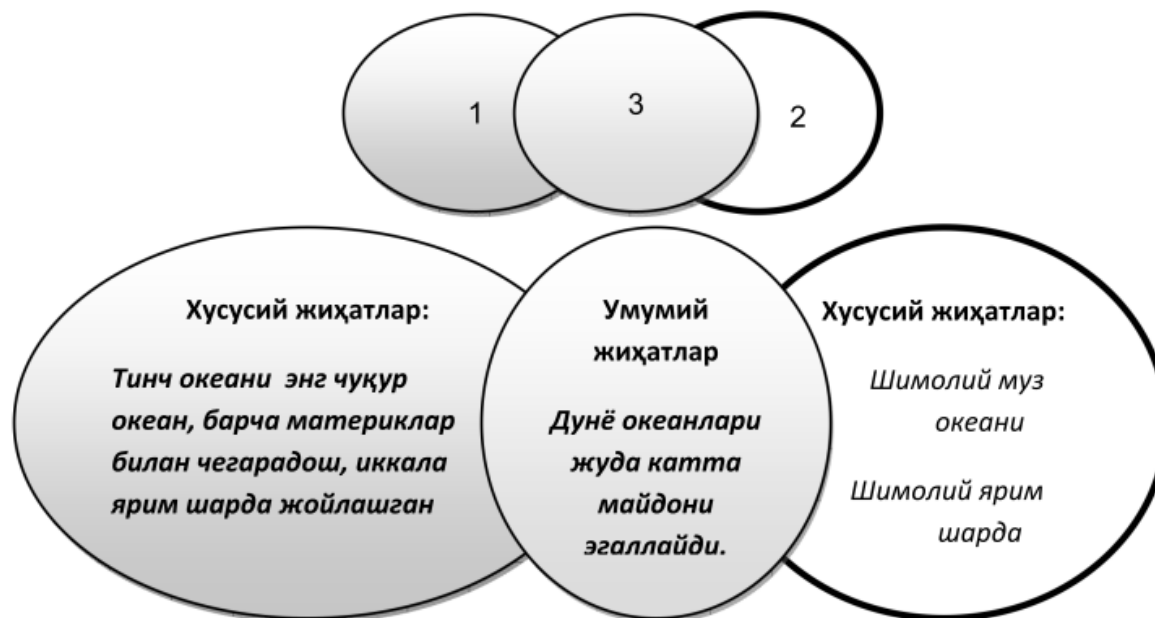 1
3
2
Хусусий жиҳатлар:
Тинч океани энг чуқур
океан, барча материклар
билан чегарадош, иккала
ярим шарда жойлашган
Умумий
жиҳатлар
Дунё океанлари
жуда катта
майдони
эгаллайди.
Хусусий жиҳатлар:
Шимолий муз
океани
Шимолий ярим
шарда